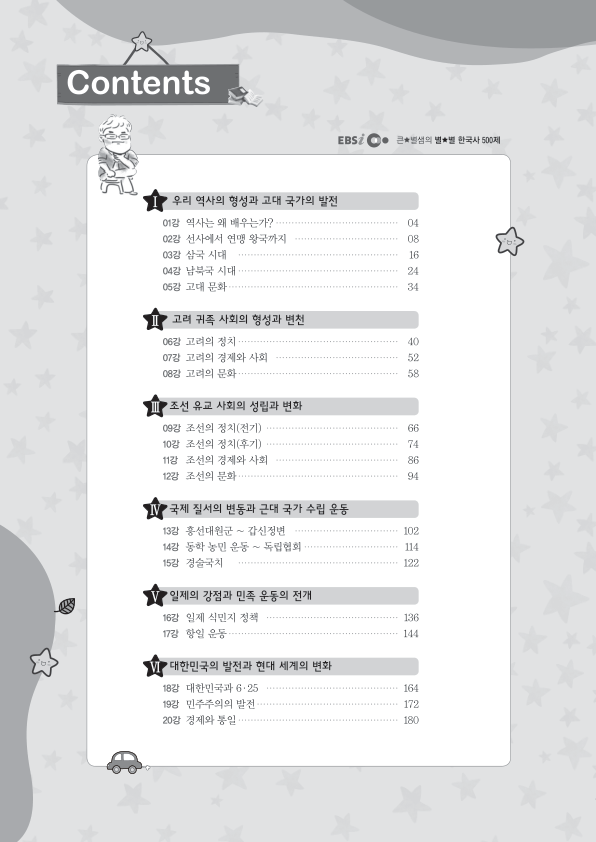 Contents
EBSi 큰★별샘의 별★별 한국사 500제
Ⅰ 우리 역사의 형성과 고대 국가의 발전
01강 역사는 왜 배우는가? 04
02강 선사에서 연맹 왕국까지 08
03강 삼국 시대 16
04강 남북국 시대 24
05강 고대 문화 34
Ⅱ 고려 귀족 사회의 형성과 변천
06강 고려의 정치 40
07강 고려의 경제와 사회 52
08강 고려의 문화 58
Ⅲ 조선 유교 사회의 성립과 변화
09강 조선의 정치(전기) 66
10강 조선의 정치(후기) 74
11강 조선의 경제와 사회 86
12강 조선의 문화 94
Ⅳ 국제 질서의 변동과 근대 국가 수립 운동
13강 흥선대원군 ~ 갑신정변 102
14강 동학 농민 운동 ~ 독립협회 114
15강 경술국치 122
Ⅴ 일제의 강점과 민족 운동의 전개
16강 일제 식민지 정책 136
17강 항일 운동 144
Ⅵ 대한민국의 발전과 현대 세계의 변화
18강 대한민국과 6·25 164
19강 민주주의의 발전 172
20강 경제와 통일 180